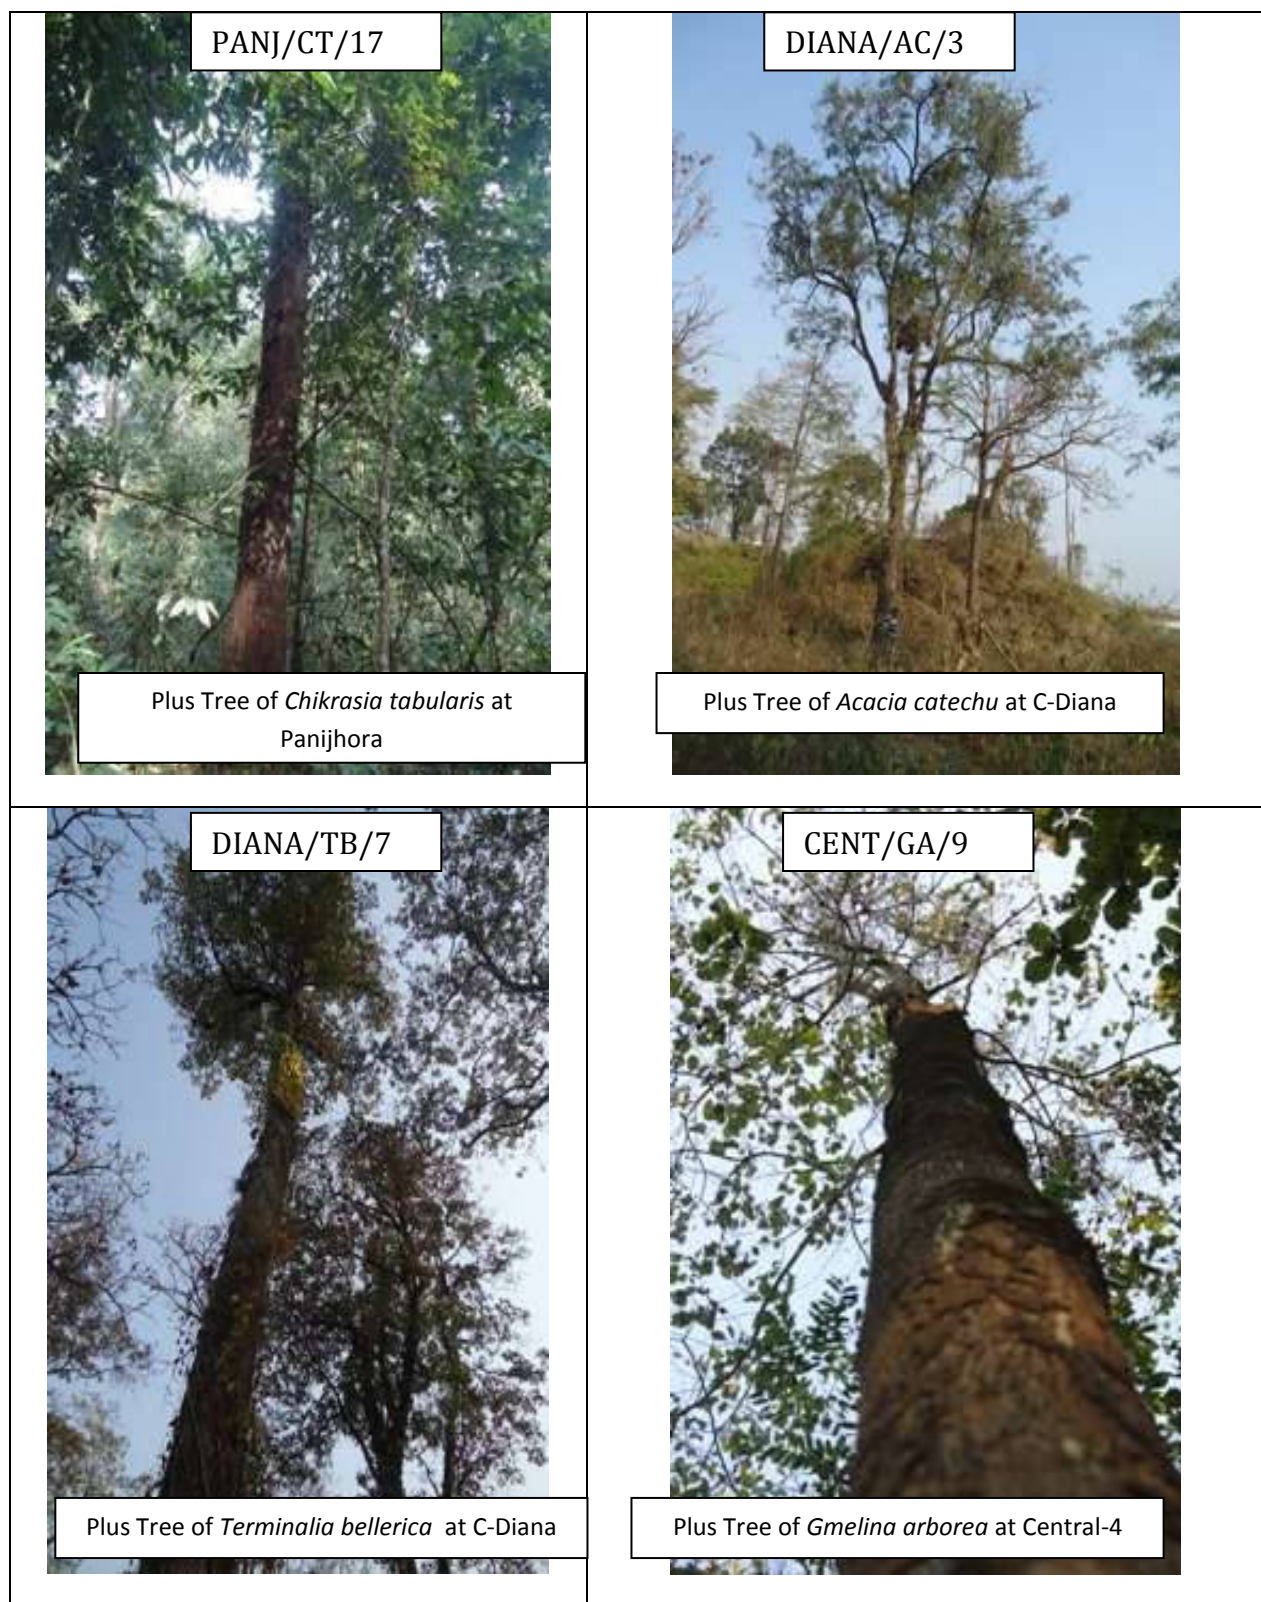 PANJ/CT/17
Plus Tree of Chikrasia tabularis at
Panijhora
DIANA/AC/3
Plus Tree of Acacia catechu at C-Diana
DIANA/TB/7
Plus Tree of Terminalia bellerica at C-Diana
CENT/GA/9
Plus Tree of Gmelina arborea at Central-4